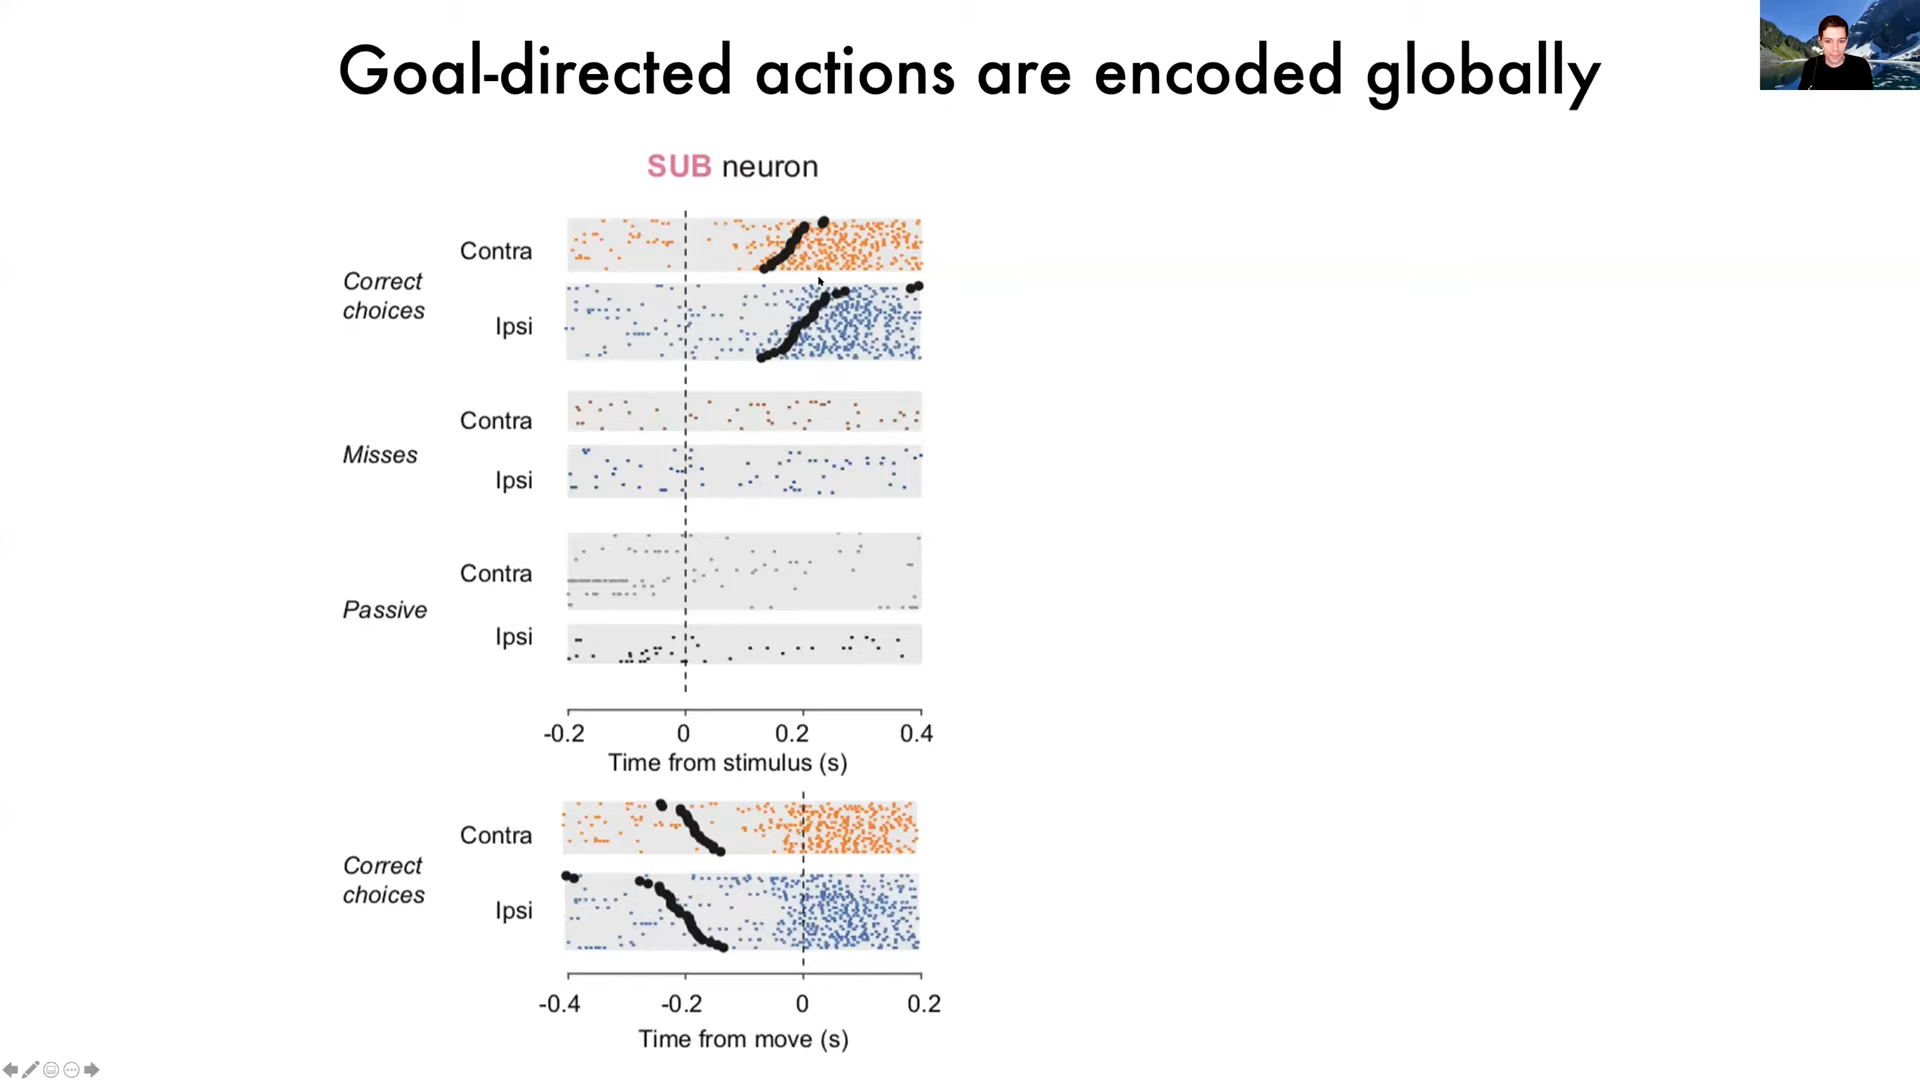 Goal-directed actions are encoded globally
SUB neuron
Contra
Correct
choices
Ipsi
Contra
Misses
Ipsi
Contra
Passive
Ipsi
-0.2 0 0.2 0.4
Time from stimulus (s)
Contra
Correct
choices
Ipsi
-0.4 -0.2 0 0.2
Time from move (s)